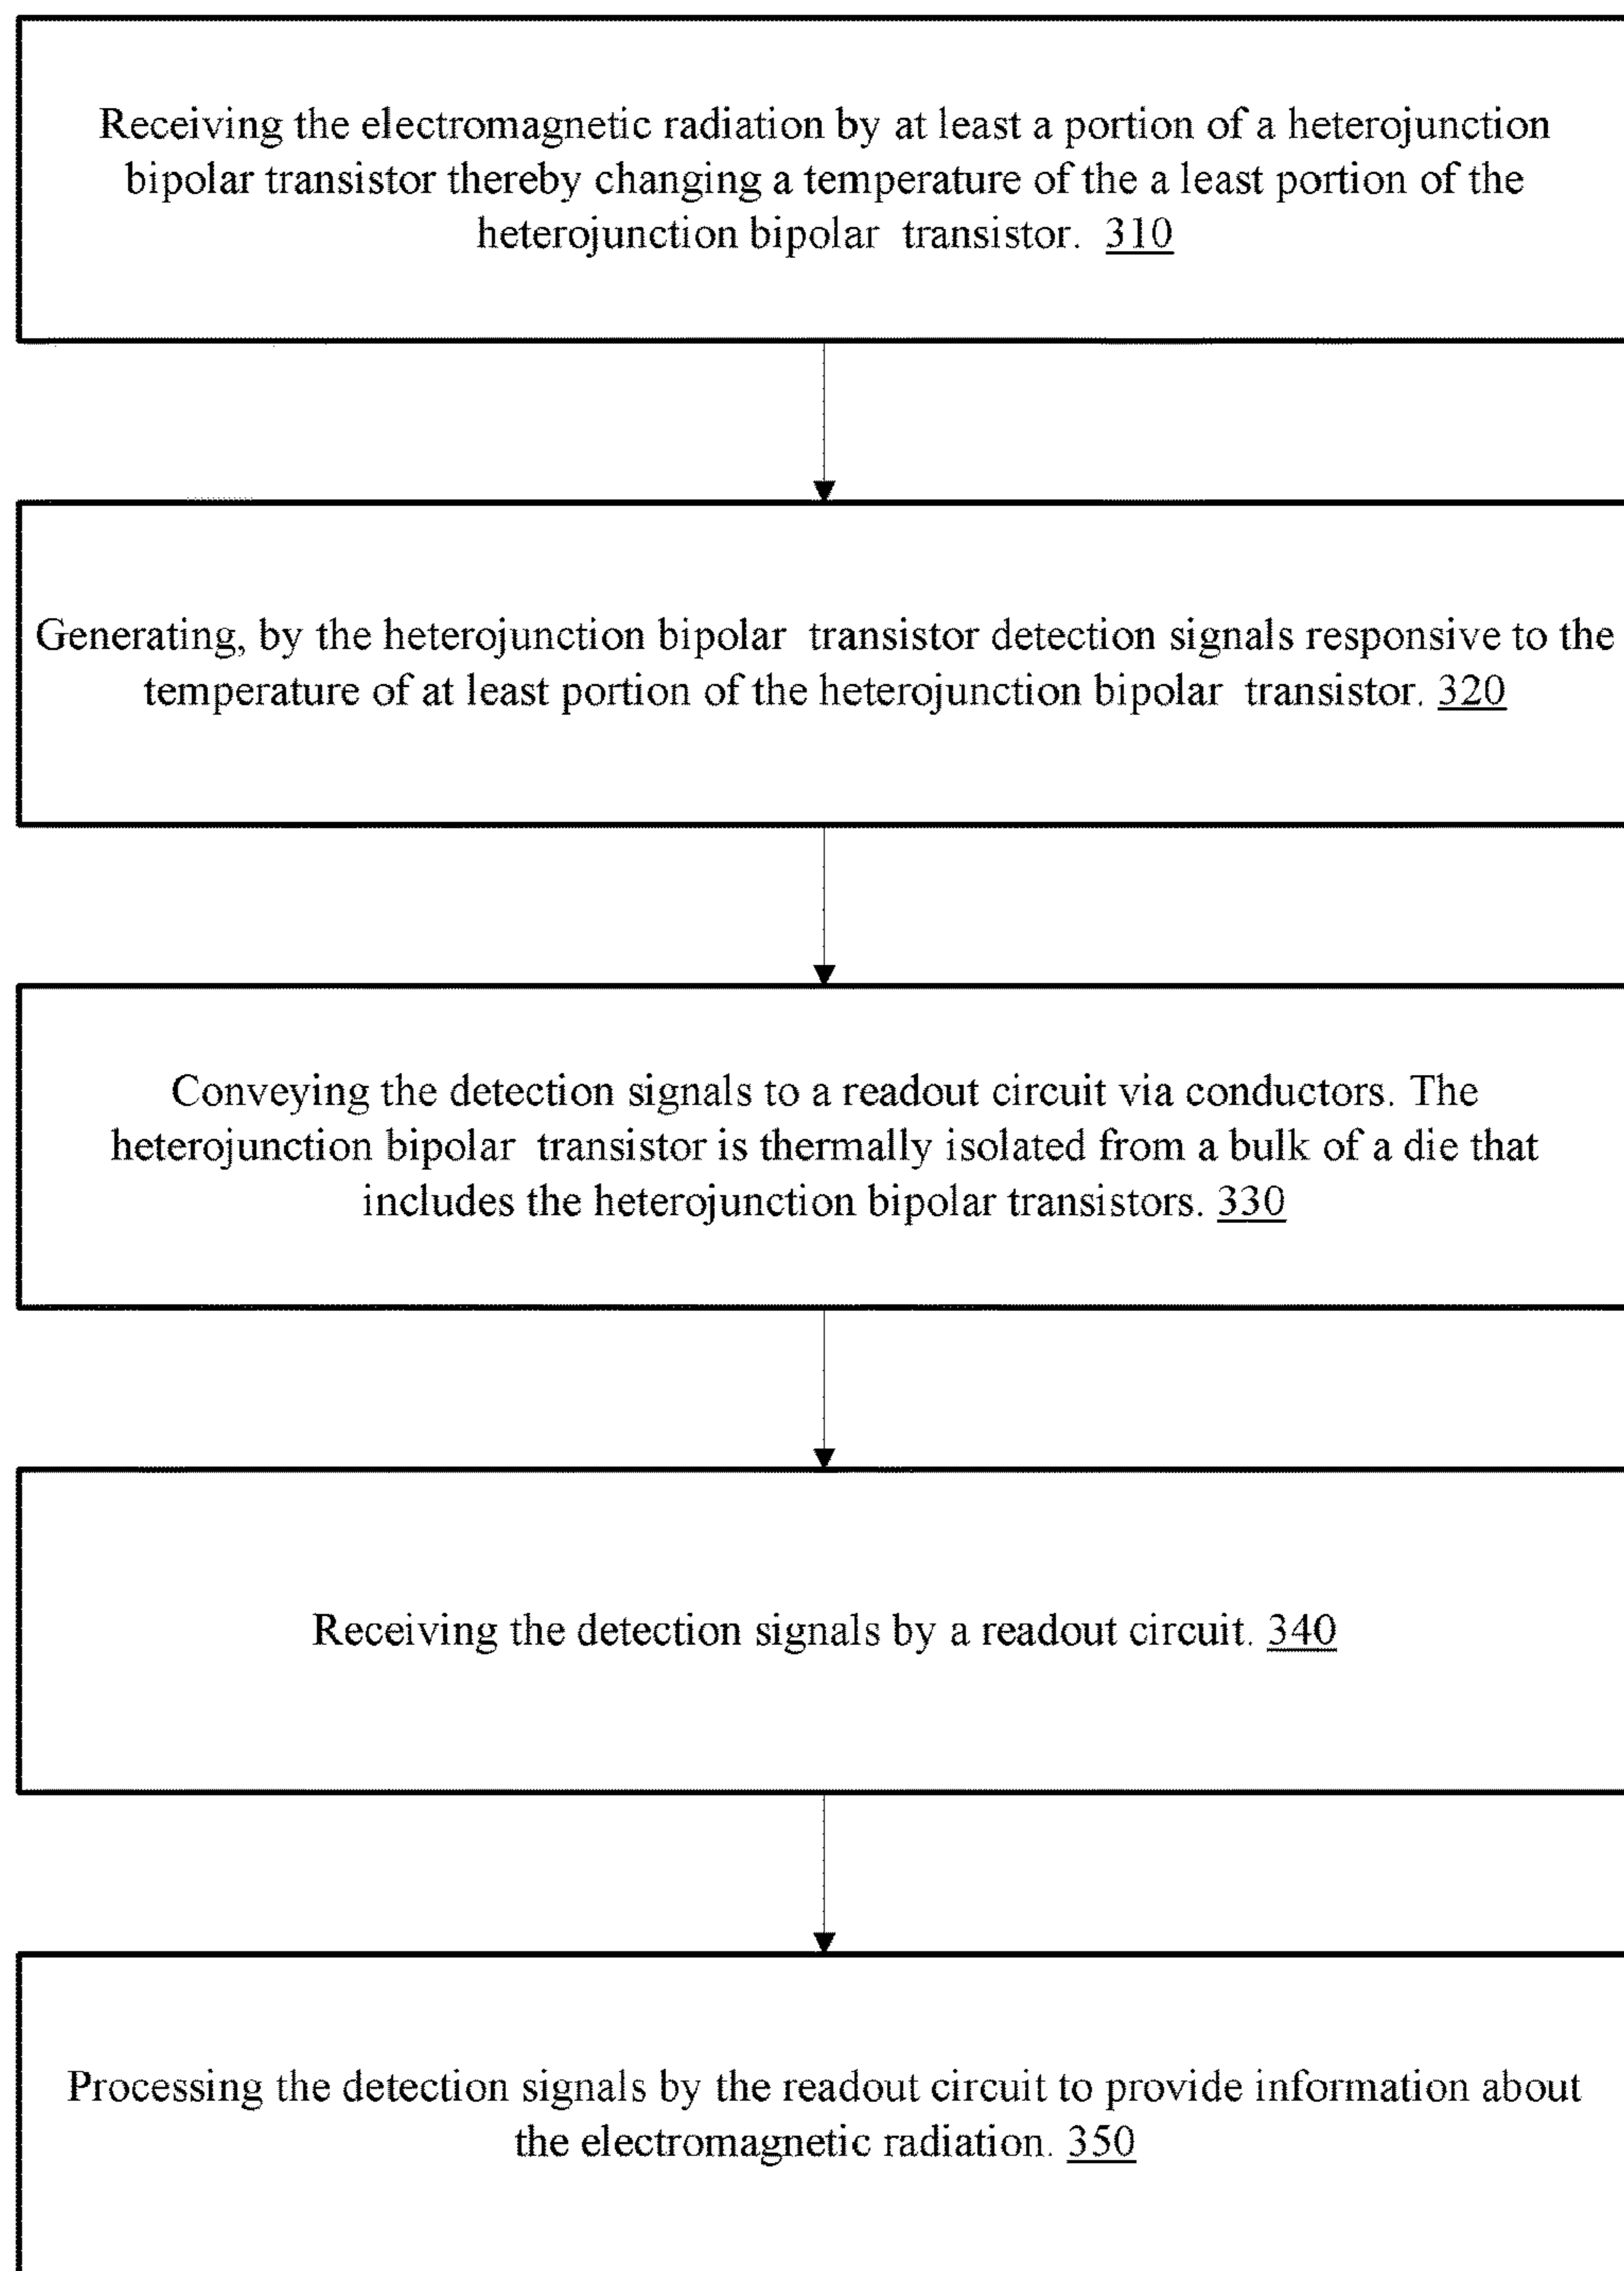 Receiving the electromagnetic radiation by at least a portion of a heterojunction
bipolar transistor thereby changing a temperature of the a least portion of the
heterojunction bipolar transistor. 310
Generating, by the heterojunction bipolar transistor detection signals responsive to the
temperature of at least portion of the heterojunction bipolar transistor. 320
Conveying the detection signals to a readout circuit via conductors. The
heterojunction bipolar transistor is thermally isolated from a bulk of a die that
includes the heterojunction bipolar transistors. 330
Receiving the detection signals by a readout circuit. 340
Processing the detection signals by the readout circuit to provide information about
the electromagnetic radiation. 350